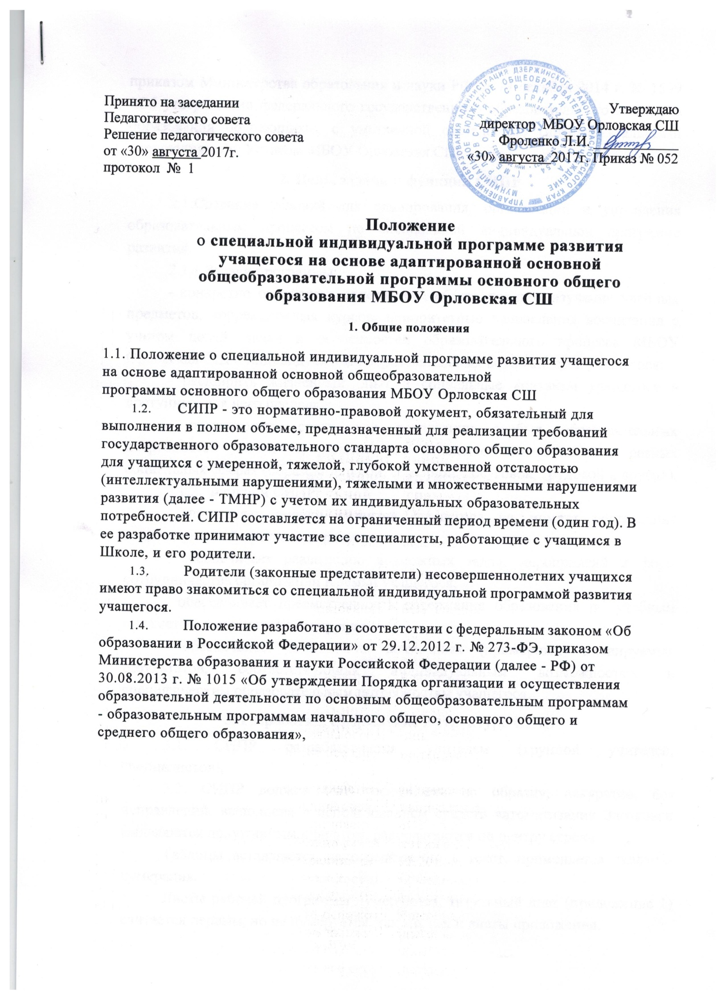 Принято на заседании
Педагогического совета
Решение педагогического совета
от «30» августа 2017г.
протокол № 1
Утверждаю
директор МБОУ Орловская СШ
Фроленко Л.И.
«30» августа 2017г. Приказ № 052
МБОУ
ОСШ
Положение
о специальной индивидуальной программе развития
учащегося на основе адаптированной основной
общеобразовательной программы основного общего
образования МБОУ Орловская СШ
1. Общие положения
1.1. Положение о специальной индивидуальной программе развития учащегося
на основе адаптированной основной общеобразовательной
программы основного общего образования МБОУ Орловская СШ
1.2. СИПР - это нормативно-правовой документ, обязательный для
выполнения в полном объеме, предназначенный для реализации требований
государственного образовательного стандарта основного общего образования
для учащихся с умеренной, тяжелой, глубокой умственной отсталостью
(интеллектуальными нарушениями), тяжелыми и множественными нарушениями
развития (далее - ТМНР) с учетом их индивидуальных образовательных
потребностей. СИПР составляется на ограниченный период времени (один год). В
ее разработке принимают участие все специалисты, работающие с учащимся в
Школе, и его родители.
1.3. Родители (законные представители) несовершеннолетних учащихся
имеют право знакомиться со специальной индивидуальной программой развития
учащегося.
1.4. Положение разработано в соответствии с федеральным законом «Об
образовании в Российской Федерации» от 29.12.2012 г. № 273-ФЭ, приказом
Министерства образования и науки Российской Федерации (далее - РФ) от
30.08.2013 г. № 1015 «Об утверждении Порядка организации и осуществления
образовательной деятельности по основным общеобразовательным программам
- образовательным программам начального общего, основного общего и
среднего общего образования»,